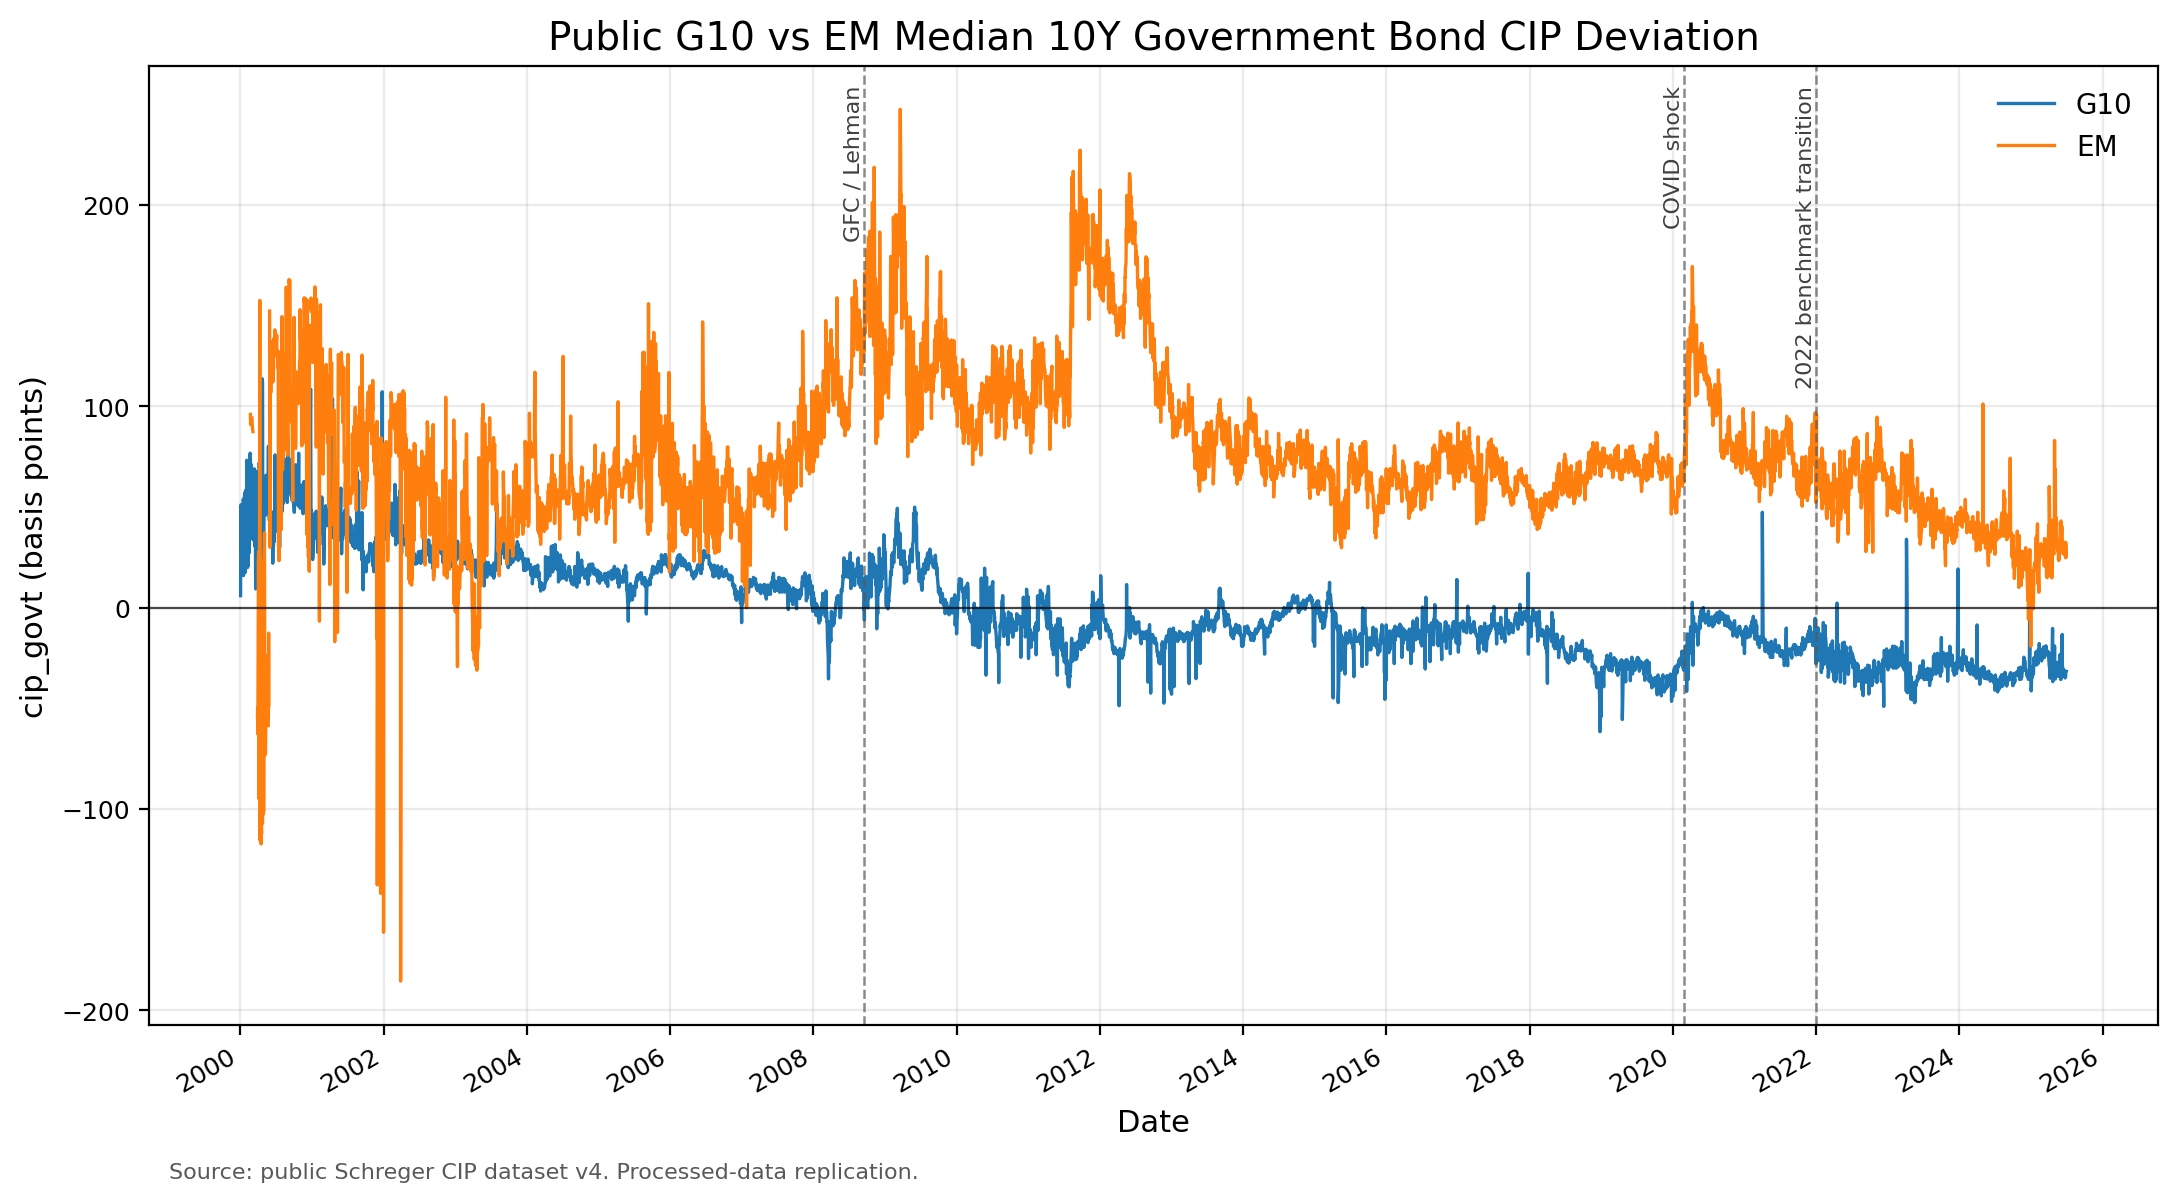 Public G10 vs EM Median 10Y Government Bond CIP Deviation
G10
EM
GFC / Lehman
COVID shock
2022 benchmark transition
cip_govt (basis points)
200
100
0
−100
−200
2000
2002
2004
2006
2008
2010
2012
2014
2016
2018
2020
2022
2024
2026
Date
Source: public Schreger CIP dataset v4. Processed-data replication.